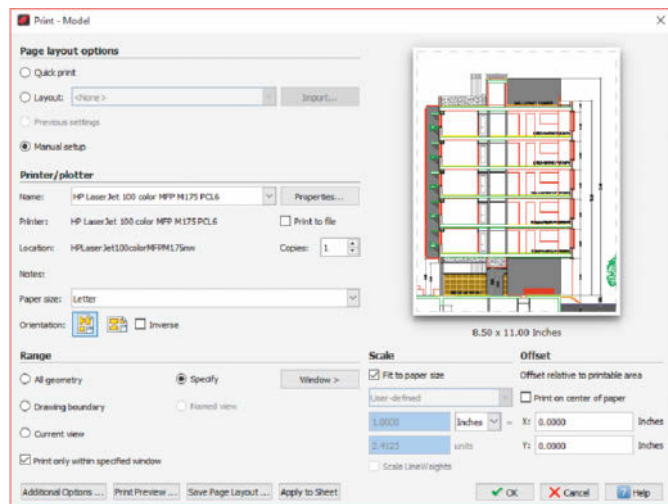 Print - Model
Page layout options
Quick print
Layout: <None> Import...
Previous settings
Manual setup
Printer/plotter
Name: HP LaserJet 100 color MFP M175 PCL6 Properties...
Printer: HP LaserJet 100 color MFP M175 PCL6 Print to file
Location: HPLaserJet100colorMFPM175nw Copies: 1
Notes:
Paper size: Letter
Orientation: Inverse
8.50 x 11.00 Inches
Range
All geometry Specify Window >
Drawing boundary Named view
Current view
Print only within specified window
Scale
Fit to paper size
User-defined
1.0000 Inches =
2.4125 units
Scale LineWeights
Offset
Offset relative to printable area
Print on center of paper
X: 0.0000 Inches
Y: 0.0000 Inches
Additional Options ... Print Preview ... Save Page Layout ... Apply to Sheet OK Cancel Help